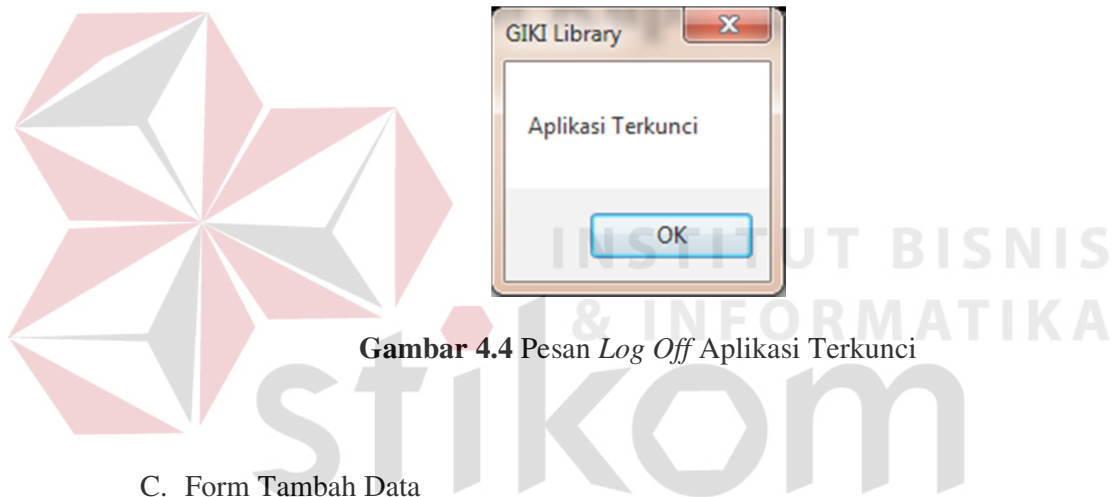 GIKI Library
Aplikasi Terkunci
OK
INSTITUT BISNIS
& INFORMATIKA
stikom
Gambar 4.4 Pesan Log Off Aplikasi Terkunci
C. Form Tambah Data